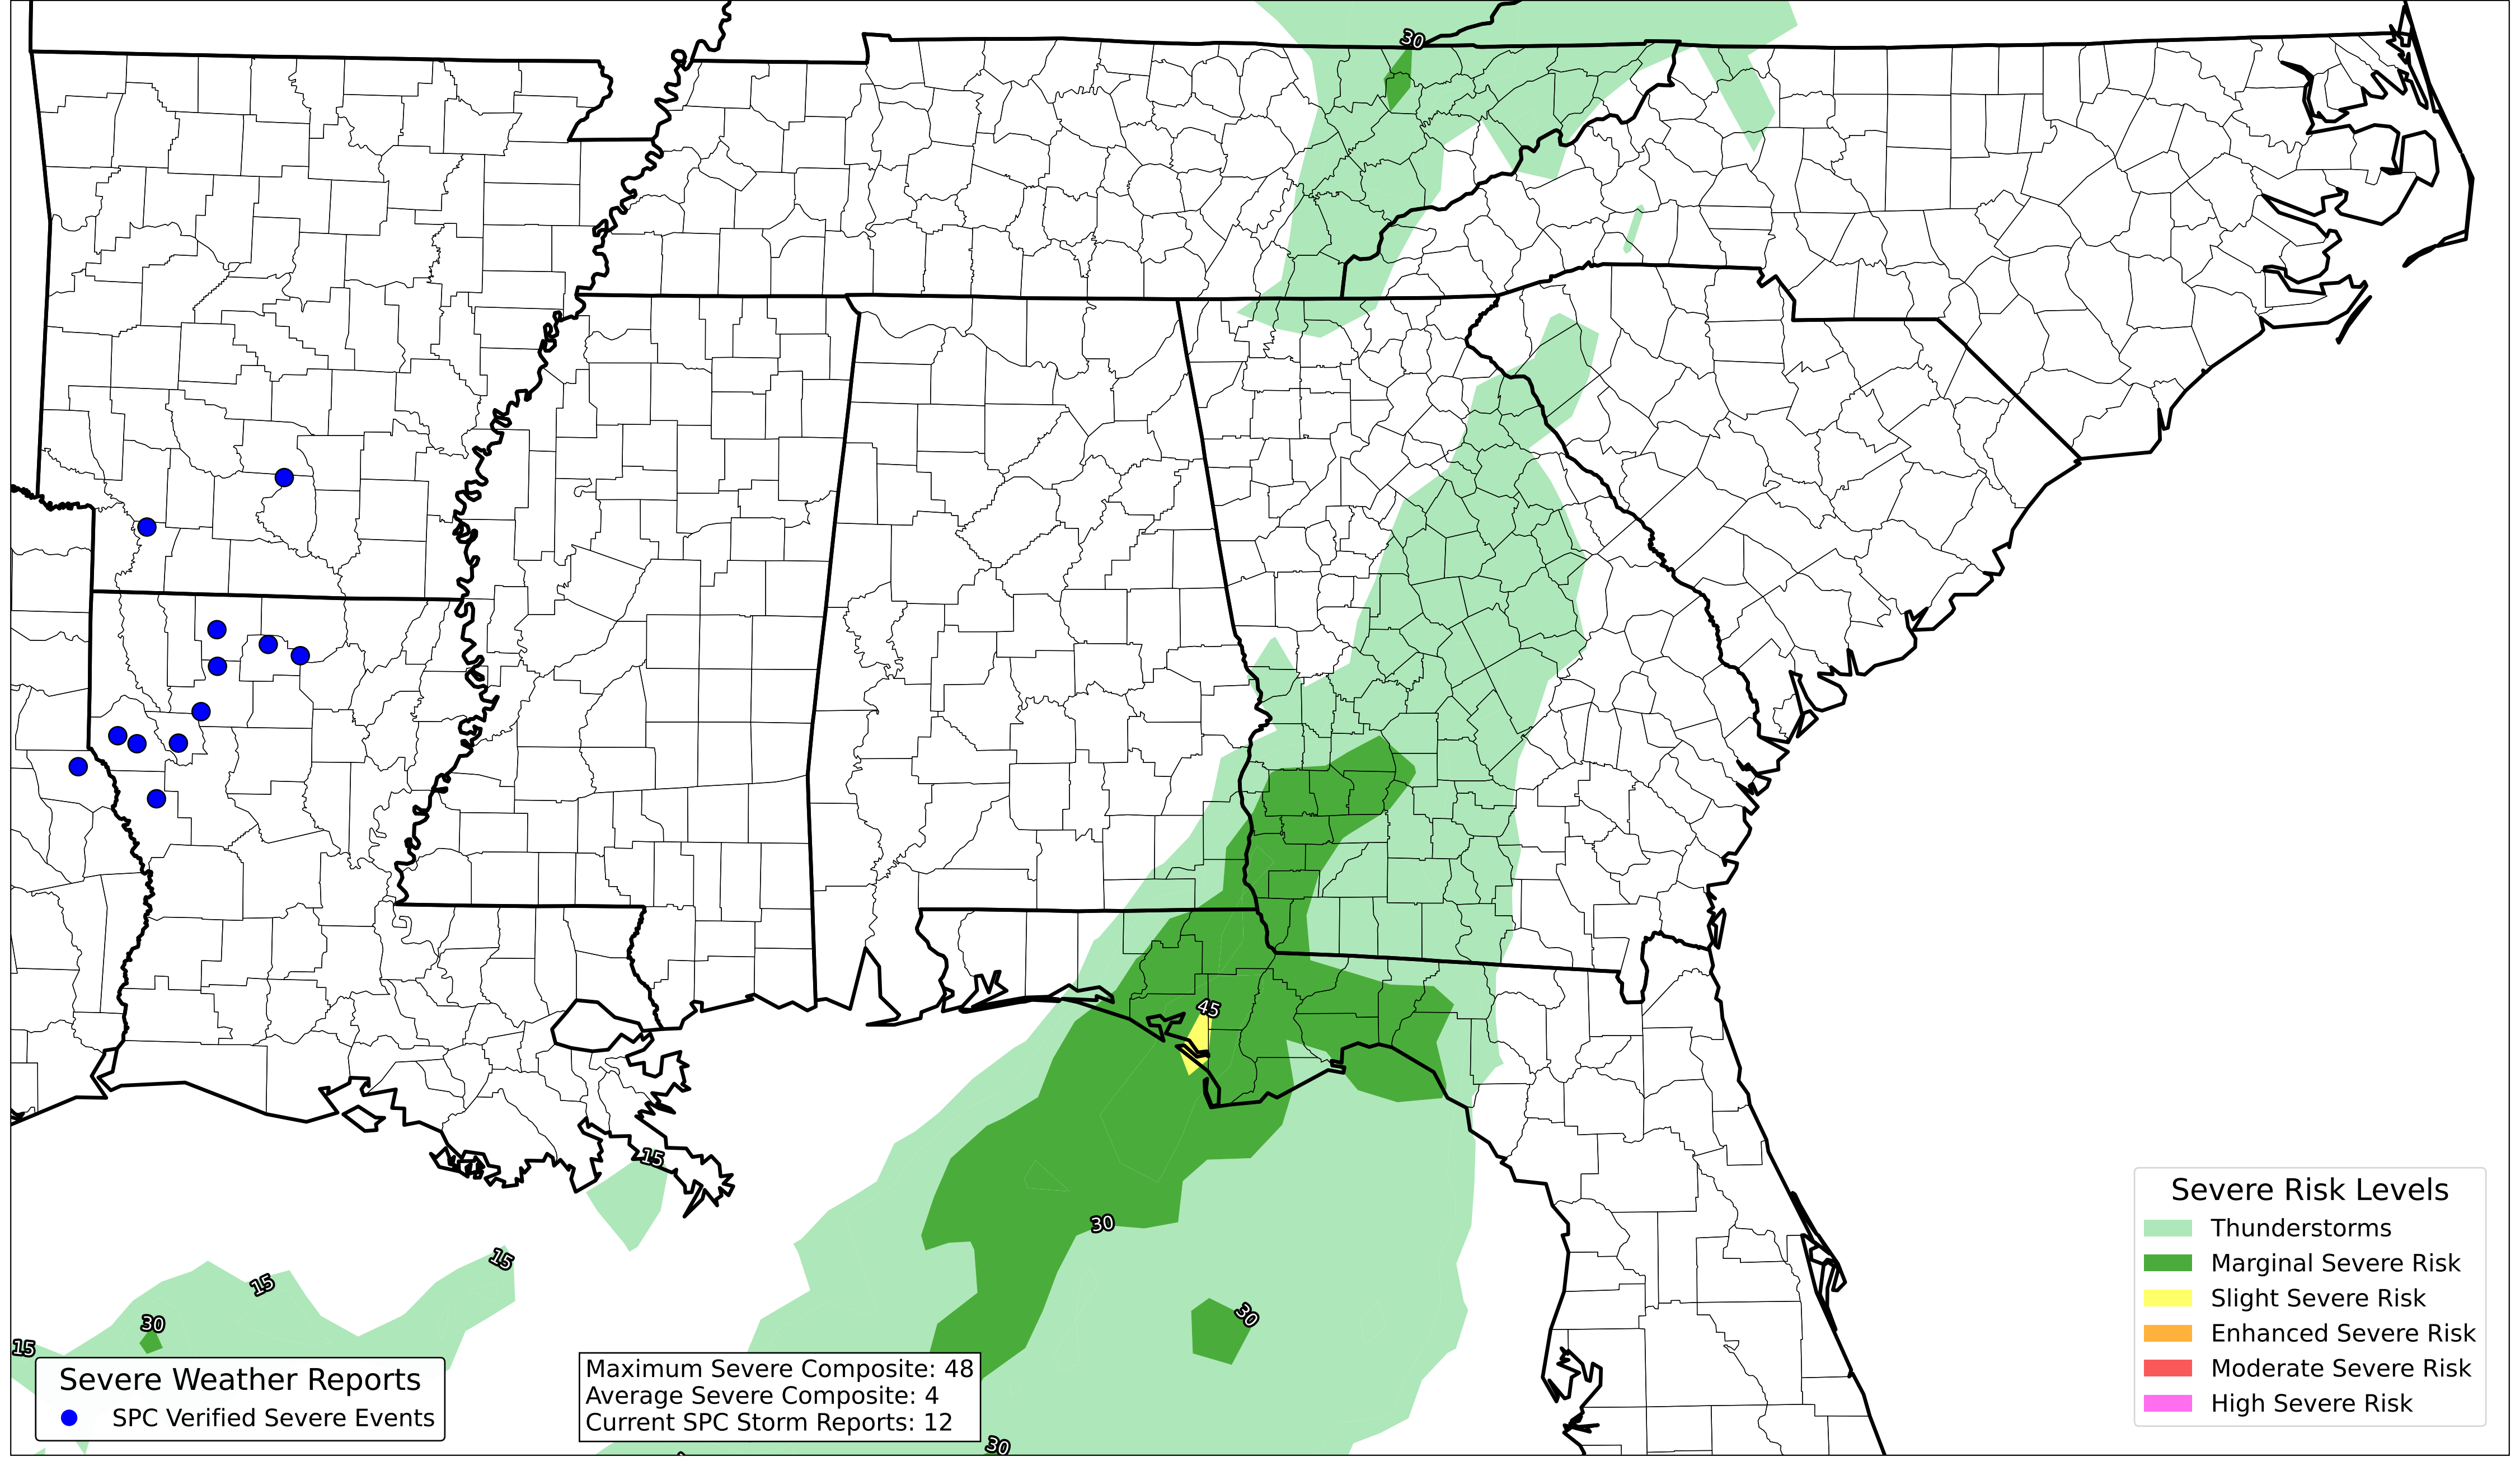 30
45
15
30
15
15
30
30
15
30
Severe Weather Reports
SPC Verified Severe Events
Maximum Severe Composite: 48
Average Severe Composite: 4
Current SPC Storm Reports: 12
Severe Risk Levels
Thunderstorms
Marginal Severe Risk
Slight Severe Risk
Enhanced Severe Risk
Moderate Severe Risk
High Severe Risk